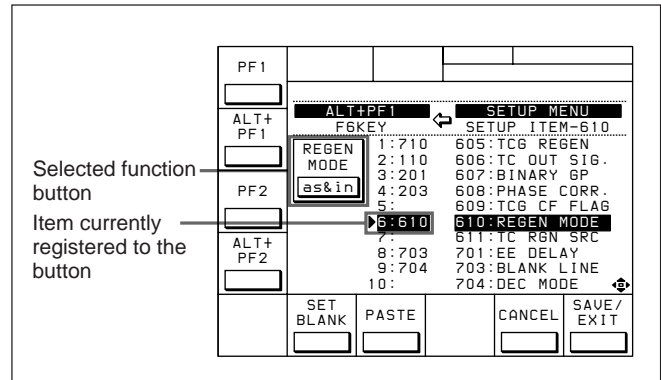 PF1
ALT+
PF1
PF2
ALT+
PF2
Selected function
button
Item currently
registered to the
button
ALT+PF1
F6KEY
SETUP MENU
SETUP ITEM-610
REGEN
MODE
as&in
1:710
2:110
3:201
4:203
5:
6:610
7:
8:703
9:704
10:
605:TCG REGEN
606:TC OUT SIG.
607:BINARY GP
608:PHASE CORR.
609:TCG CF FLAG
610:REGEN MODE
611:TC RGN SRC
701:EE DELAY
703:BLANK LINE
704:DEC MODE
SET
BLANK
PASTE
CANCEL
SAVE/
EXIT